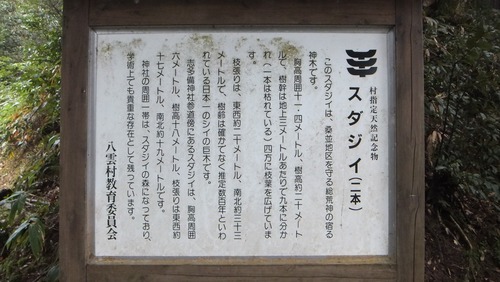 村指定天然記念物
スダジイ(二本)
このスダジイは、桑並地区を守る総荒神の宿る
神木です。
胸高周囲十一・四メートル、樹高約二十メート
ルで、樹幹は地上三メートルあたりで九本に分か
れ(一本は枯れている)四方に枝葉を広げていま
す。
枝張りは、東西約二十メートル、南北約三十三
メートルで、樹齢は確かでなく推定数百年といわ
れている日本一のシイの巨木です。
志多備神社参道傍にあるスダジイは、胸高周囲
六メートル、樹高十八メートル、枝張りは東西約
十七メートル、南北約十九メートルです。
神社の周囲一帯は、スダジイの森になっており、
学術上でも貴重な存在として残っています。
八雲村教育委員会